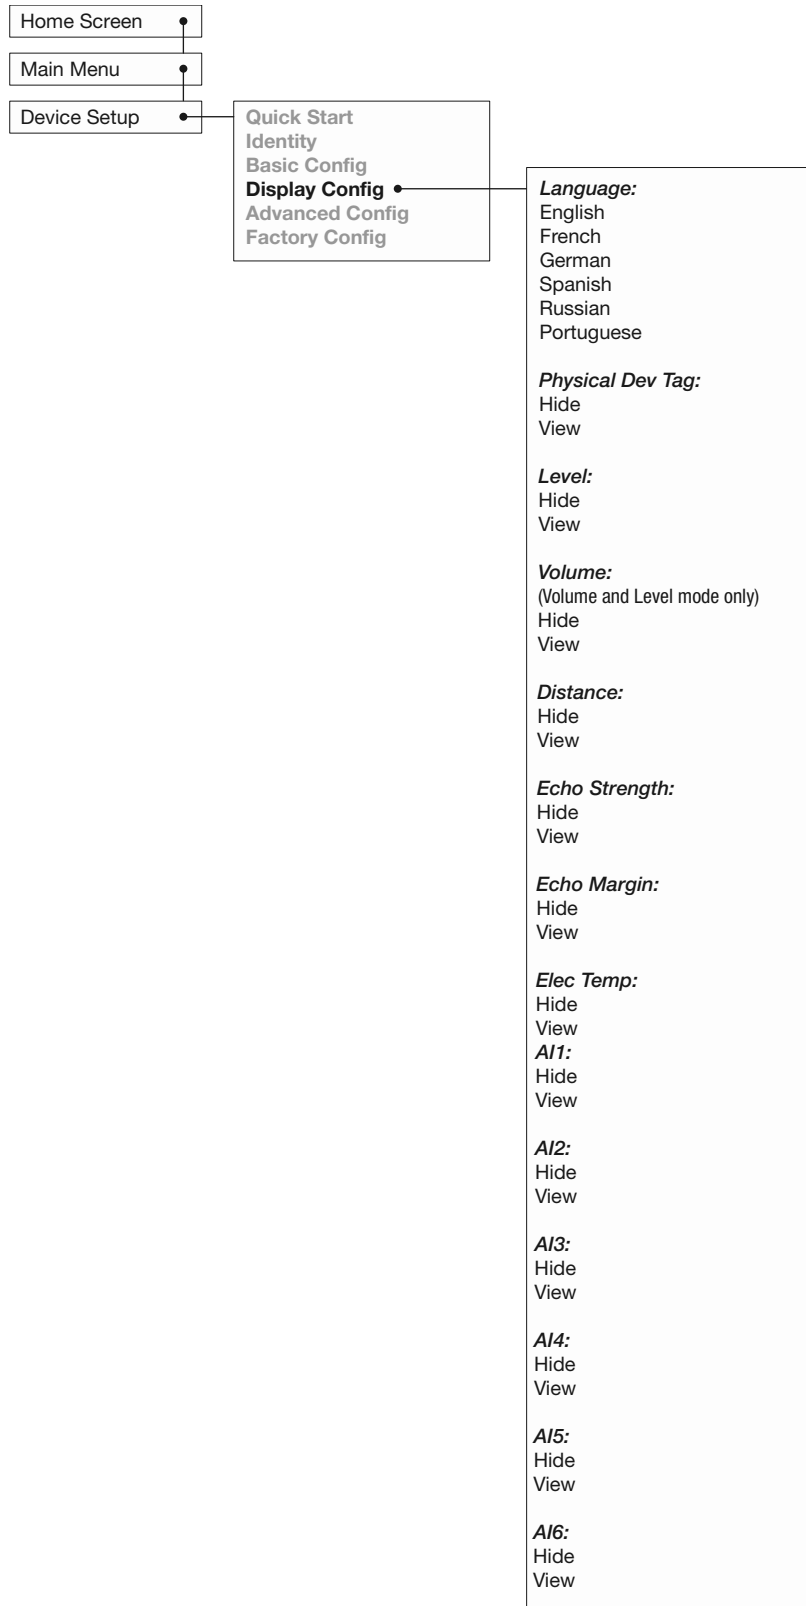 Home Screen
Main Menu
Device Setup
Quick Start
Identity
Basic Config
Display Config
Advanced Config
Factory Config
Language:
English
French
German
Spanish
Russian
Portuguese
Physical Dev Tag:
Hide
View
Level:
Hide
View
Volume:
(Volume and Level mode only)
Hide
View
Distance:
Hide
View
Echo Strength:
Hide
View
Echo Margin:
Hide
View
Elec Temp:
Hide
View
AI1:
Hide
View
AI2:
Hide
View
AI3:
Hide
View
AI4:
Hide
View
AI5:
Hide
View
AI6:
Hide
View